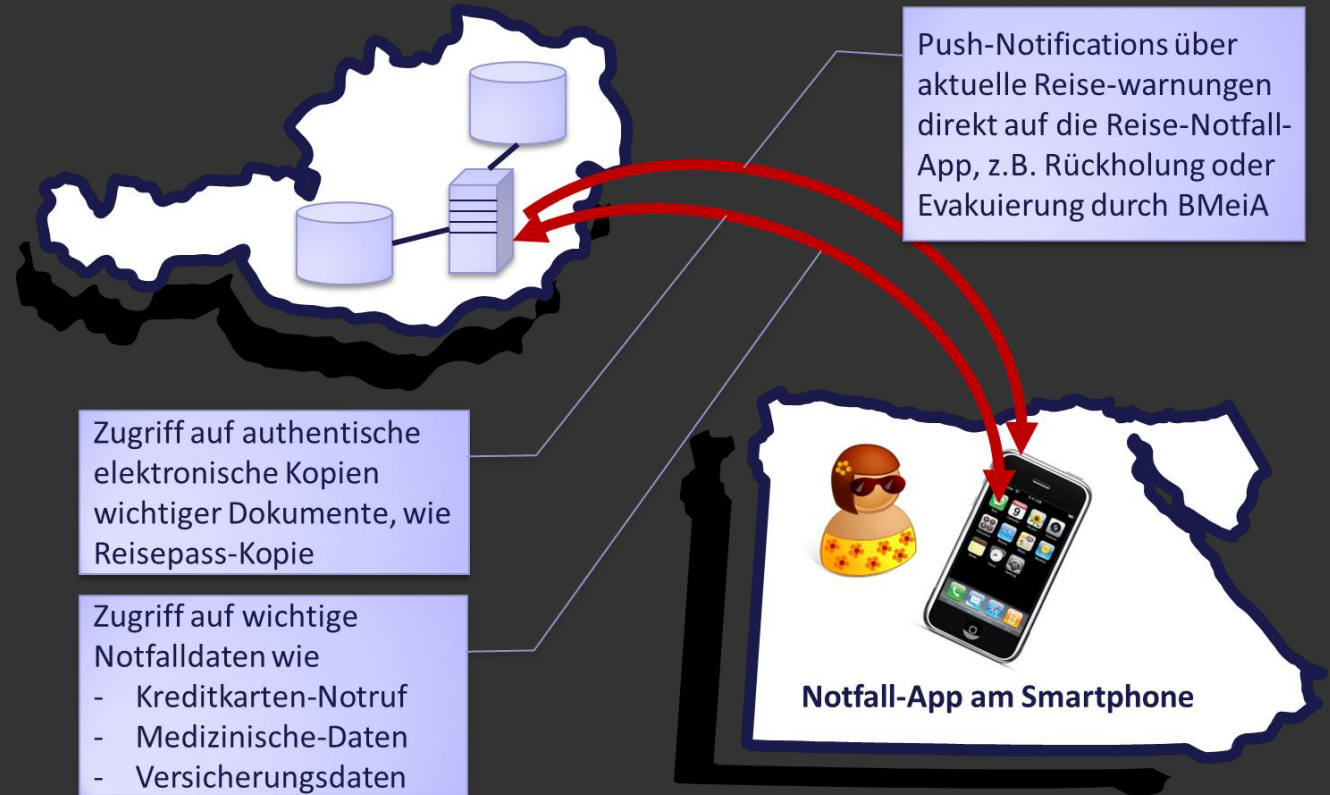 Push-Notifications über
aktuelle Reise-warnungen
direkt auf die Reise-Notfall-
App, z.B. Rückholung oder
Evakuierung durch BMeiA
Zugriff auf authentische
elektronische Kopien
wichtiger Dokumente, wie
Reisepass-Kopie
Zugriff auf wichtige
Notfalldaten wie
- Kreditkarten-Notruf
- Medizinische-Daten
- Versicherungsdaten
9
Notfall-App am Smartphone